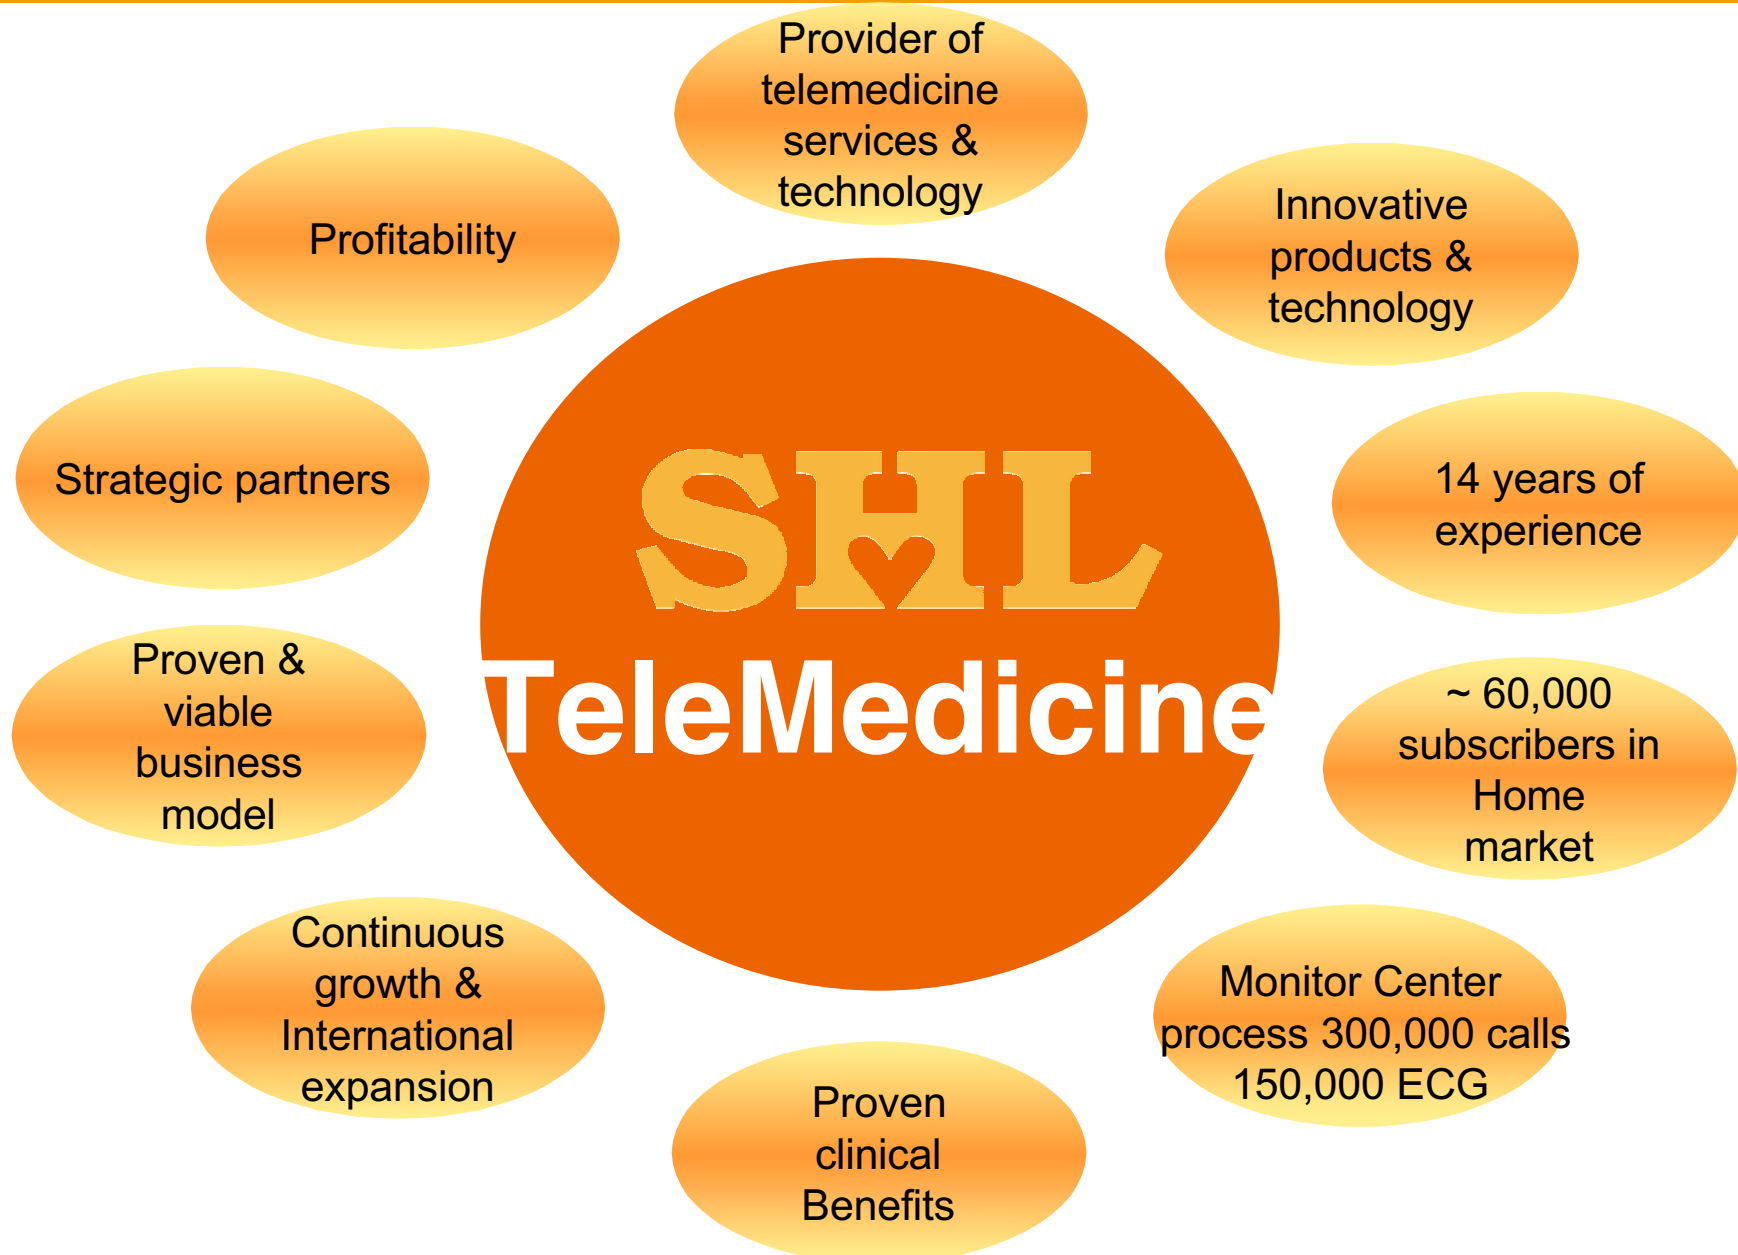 Provider of
telemedicine
services &
technology
Innovative
products &
technology
14 years of
experience
~ 60,000
subscribers in
Home
market
Monitor Center
process 300,000 calls
150,000 ECG
Proven
clinical
Benefits
Continuous
growth &
International
expansion
Proven &
viable
business
model
Strategic partners
Profitability
SHL
TeleMedicine